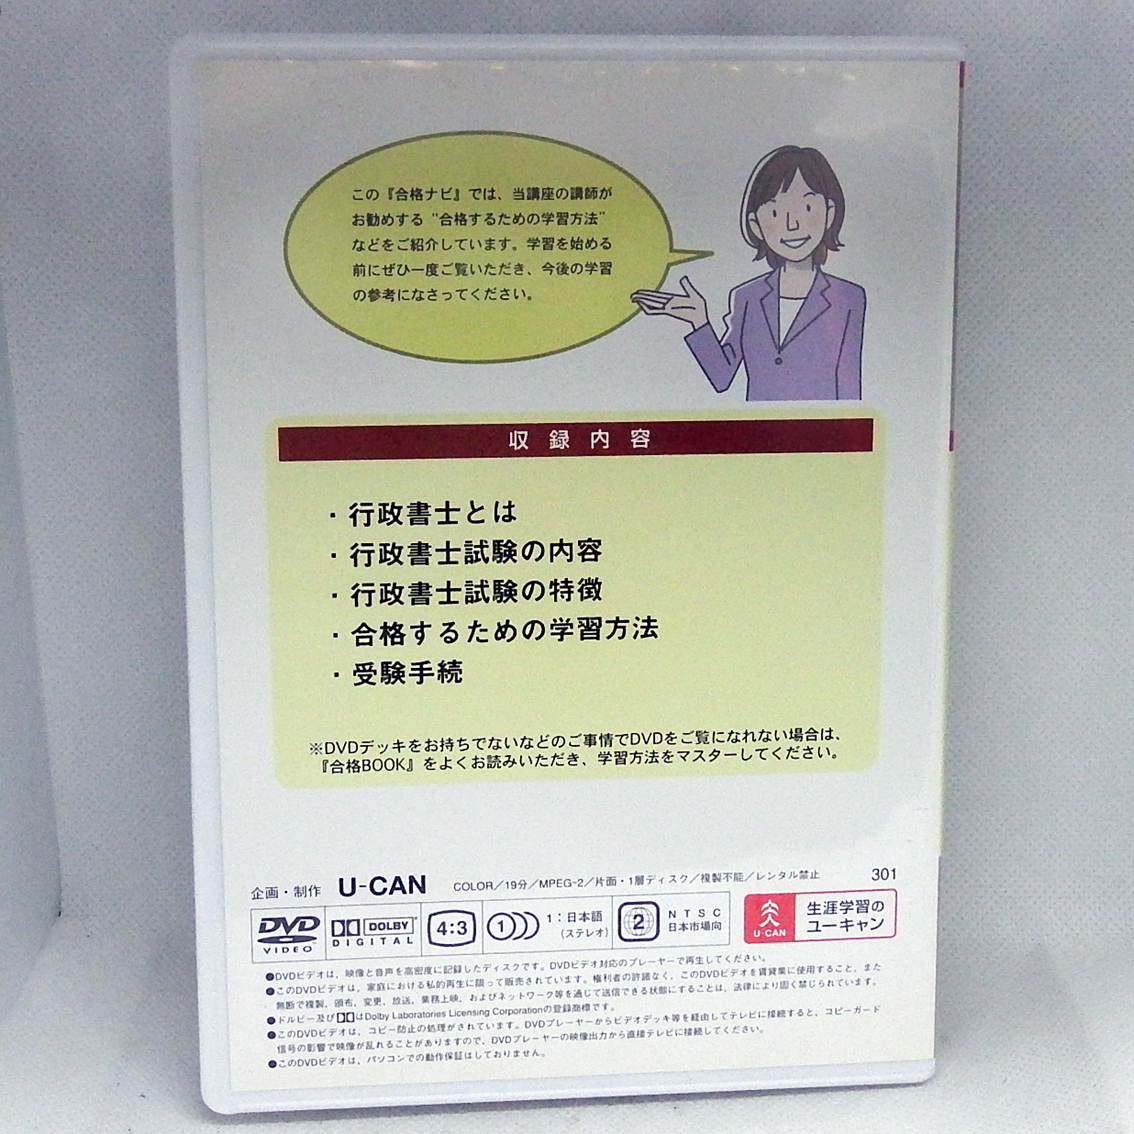 この『合格ナビ』では、当講座の講師が
お勧めする“合格するための学習方法”
などをご紹介しています。学習を始める
前にぜひ一度ご覧いただき、今後の学習
の参考になさってください。
収録内容
・行政書士とは
・行政書士試験の内容
・行政書士試験の特徴
・合格するための学習方法
・受験手続
※DVDデッキをお持ちでないなどのご事情でDVDをご覧になれない場合は、
『合格BOOK』をよくお読みいただき、学習方法をマスターしてください。
企画・制作 U-CAN COLOR/19分/MPEG-2/片面・1層ディスク/複製不能/レンタル禁止 301
DVD VIDEO
DOLBY DIGITAL
4:3
1
1:日本語
(ステレオ)
2
NTSC
日本市場向
U-CAN
生涯学習の
ユーキャン
●DVDビデオは、映像と音声を高密度に記録したディスクです。DVDビデオ対応のプレーヤーで再生してください。
●このDVDビデオは、家庭における私的再生に限って販売されています。権利者の許諾なく、このDVDビデオを賃貸業に使用すること、また
無断で複製、頒布、変更、放送、業務上映、およびネットワーク等を通じて送信できる状態にすることは、法律により固く禁じられています。
●ドルビー及びDDはDolby Laboratories Licensing Corporationの登録商標です。
●このDVDビデオは、コピー防止の処理がされています。DVDプレーヤーからビデオデッキ等を経由してテレビに接続すると、コピーガード
信号の影響で映像が乱れることがありますので、DVDプレーヤーの映像出力から直接テレビに接続してください。
●このDVDビデオは、パソコンでの動作保証はしておりません。